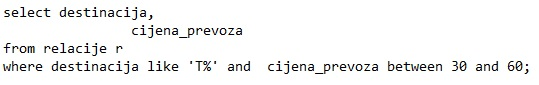 select destinacija,
cijena_prevoza
from relacije r
where destinacija like 'T%' and  cijena_prevoza between 30 and 60;